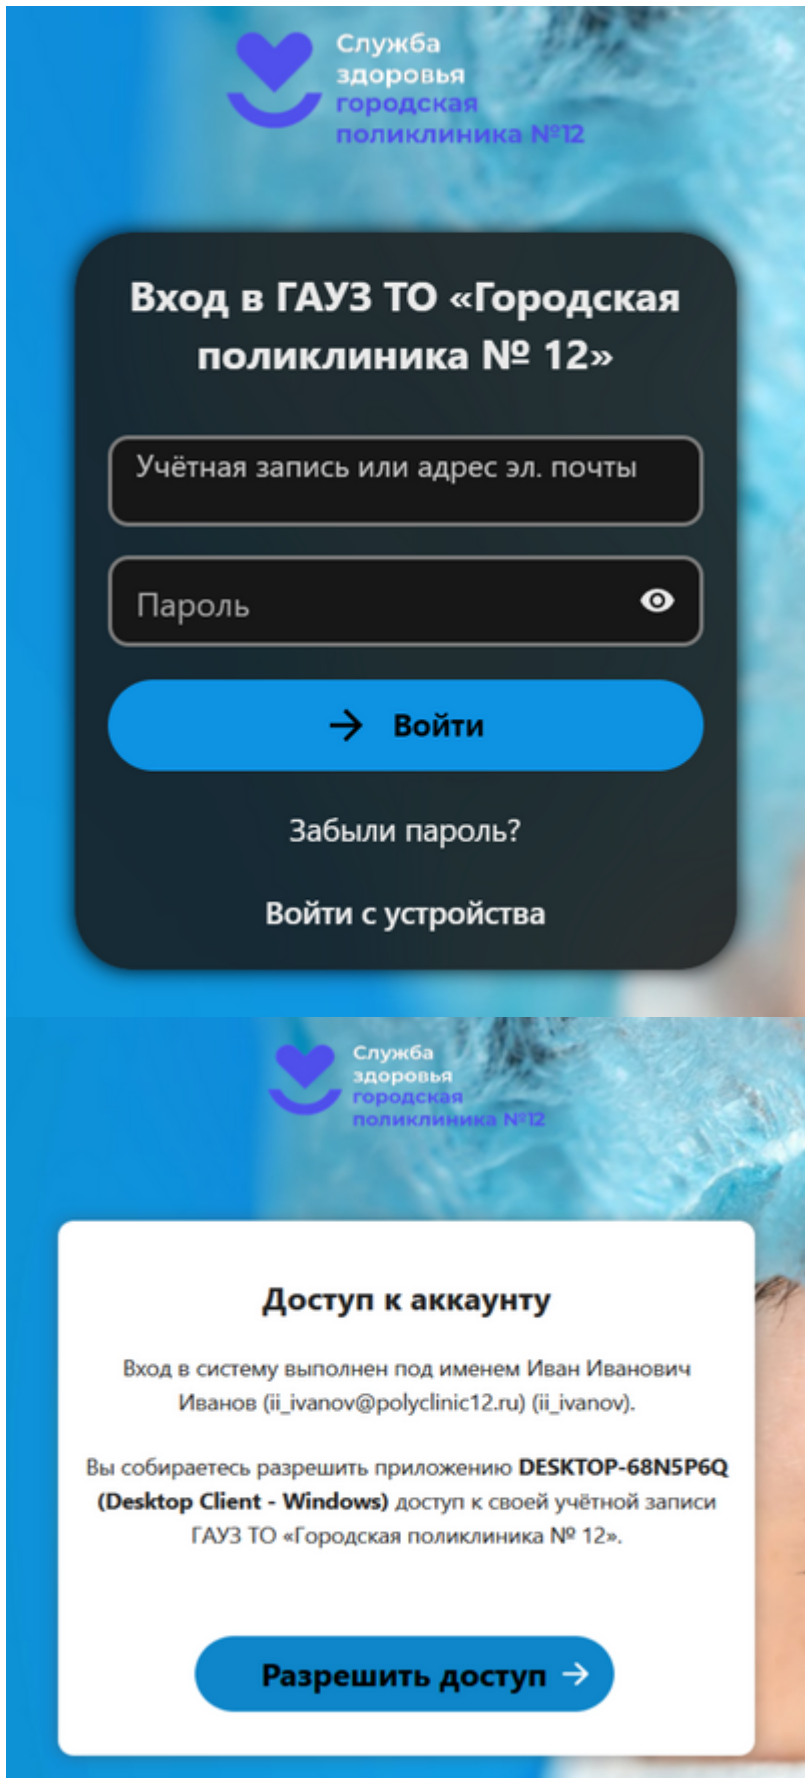 Служба
здоровья
городская
поликлиника №12
Вход в ГАУЗ ТО «Городская
поликлиника № 12»
Учётная запись или адрес эл. почты
Пароль
Войти
Забыли пароль?
Войти с устройства
Служба
здоровья
городская
поликлиника №12
Доступ к аккаунту
Вход в систему выполнен под именем Иван Иванович
Иванов (ii_ivanov@polyclinic12.ru) (ii_ivanov).
Вы собираетесь разрешить приложению DESKTOP-68N5P6Q
(Desktop Client - Windows) доступ к своей учётной записи
ГАУЗ ТО «Городская поликлиника № 12».
Разрешить доступ